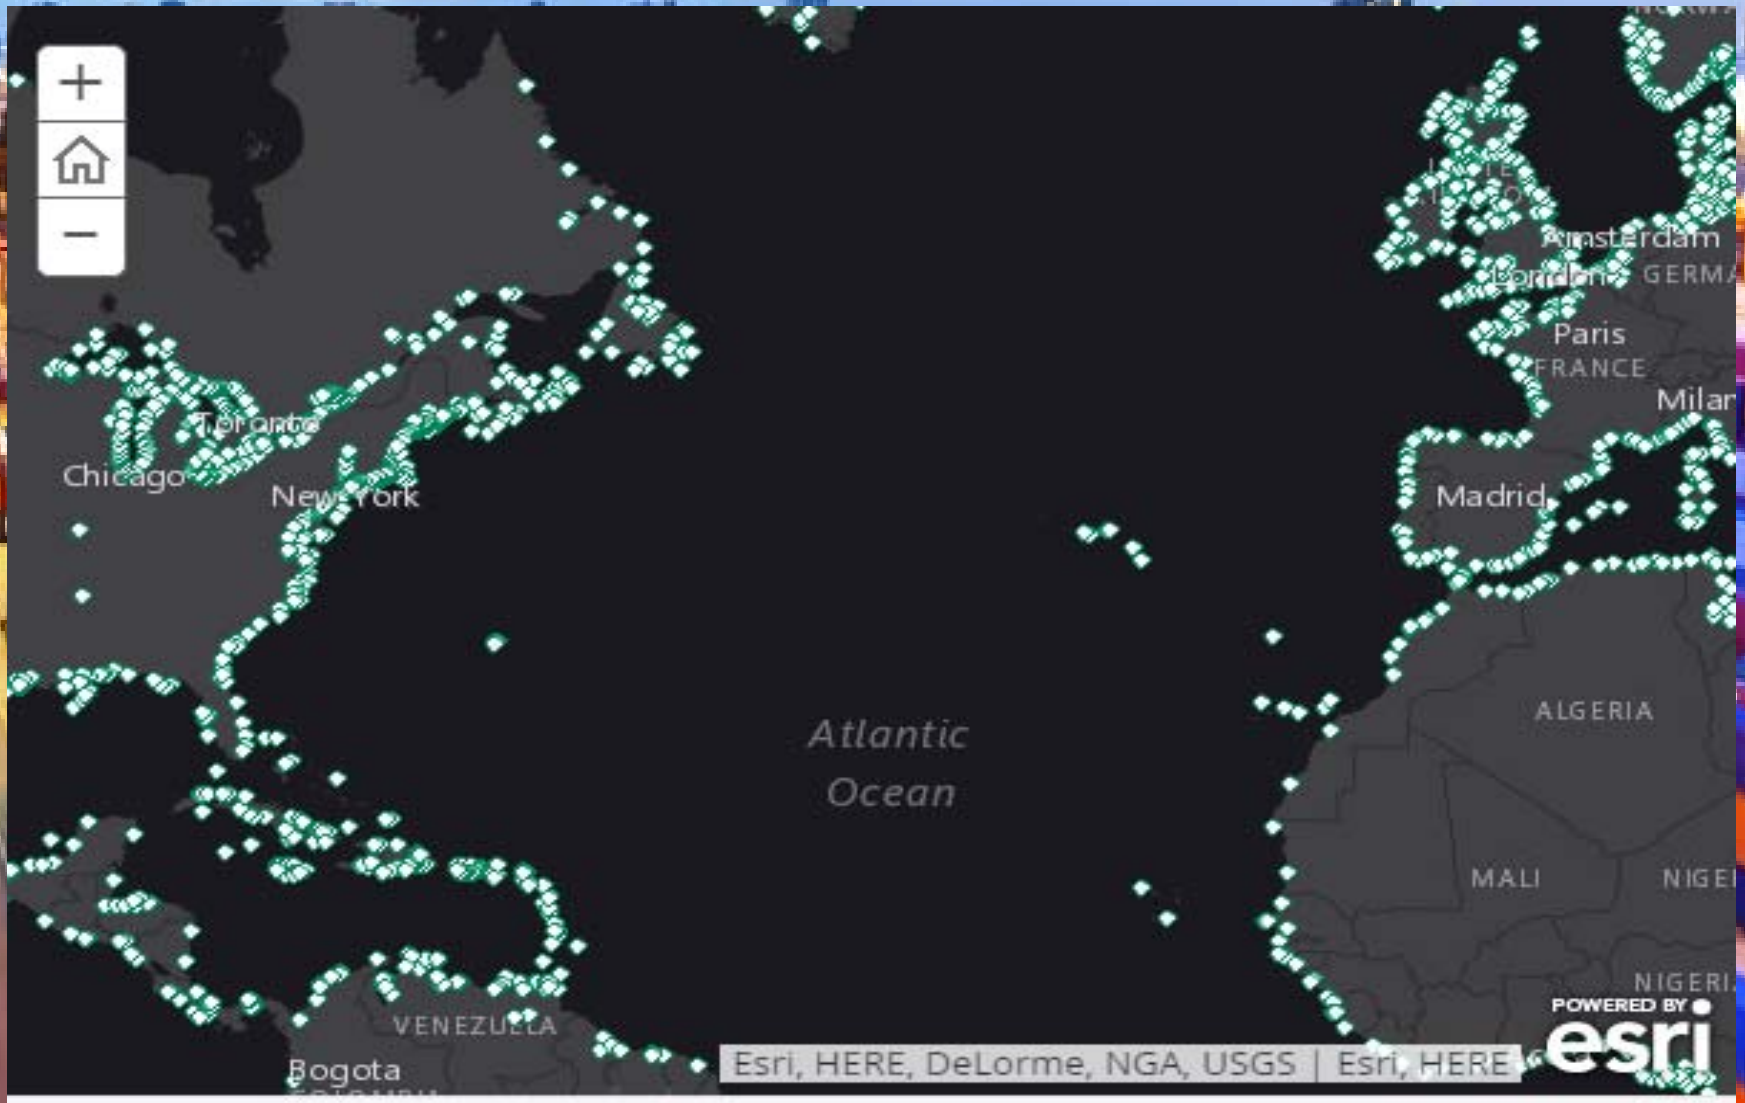 +
−
Amsterdam
London
GERMA
Paris
FRANCE
Milan
Toronto
Chicago
New York
Madrid
ALGERIA
Atlantic
Ocean
MALI
NIGE
NIGERI
VENEZUELA
Bogota
POWERED BY
esri
Esri, HERE, DeLorme, NGA, USGS | Esri, HERE